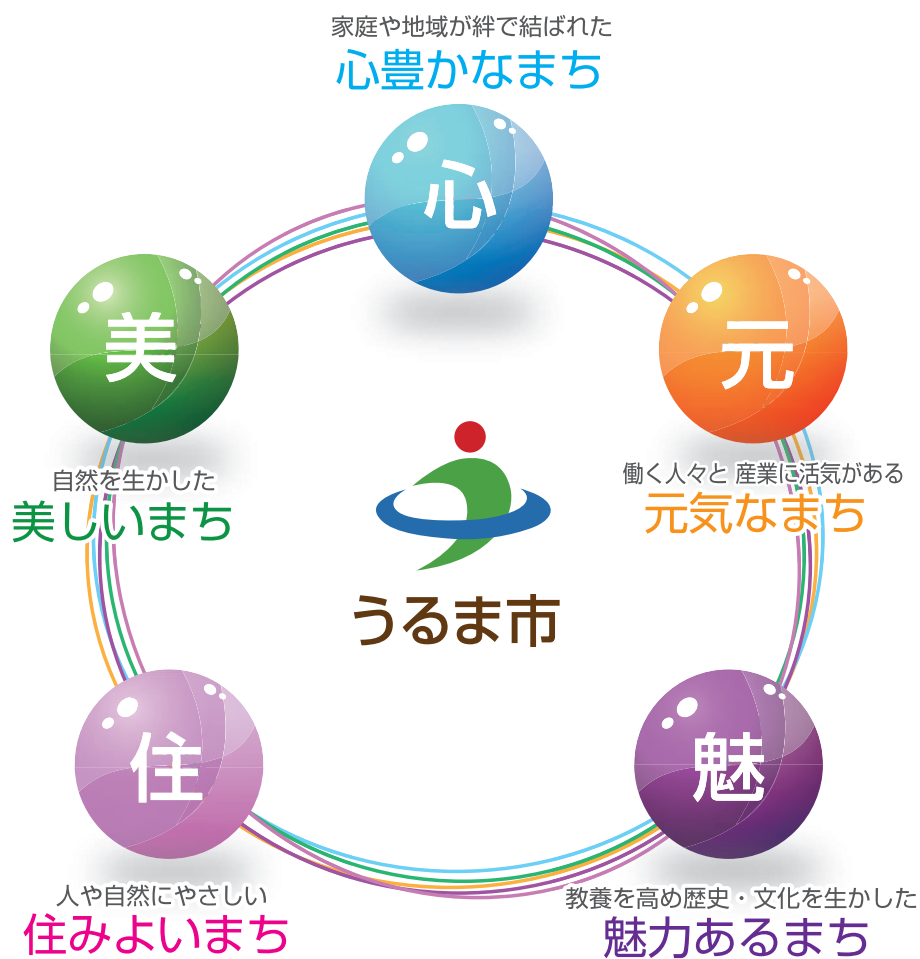 家庭や地域が絆で結ばれた
心豊かなまち
心
美
元
自然を生かした
美しいまち
働く人々と 産業に活気がある
元気なまち
うるま市
住
魅
人や自然にやさしい
住みよいまち
教養を高め歴史・文化を生かした
魅力あるまち